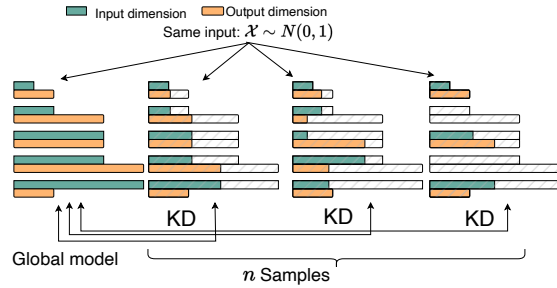 Input dimension Output dimension
Same input: 𝒳 ∼ N(0, 1)
KD KD KD
Global model
n Samples